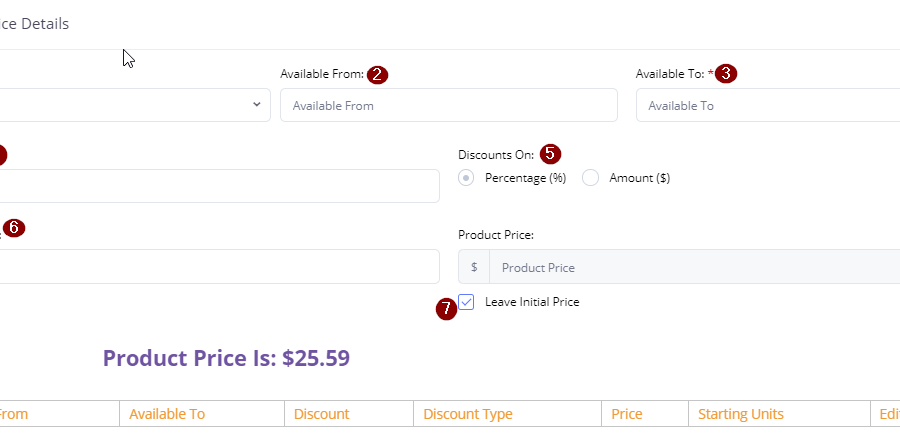 ice Details
Available From: 2
Available To: * 3
Available From
Available To
Discounts On: 5
Percentage (%) Amount ($)
: 6
Product Price:
$ Product Price
7 Leave Initial Price
Product Price Is: $25.59
From Available To Discount Discount Type Price Starting Units Edi